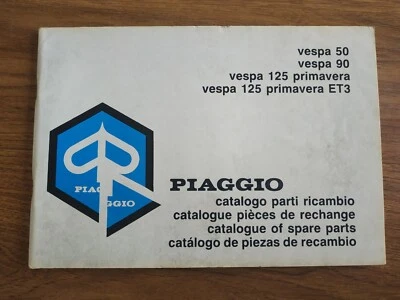 vespa 50
vespa 90
vespa 125 primavera
vespa 125 primavera ET3
PIAGGIO
PIAGGIO
catalogo parti ricambio
catalogue pièces de rechange
catalogue of spare parts
catálogo de piezas de recambio